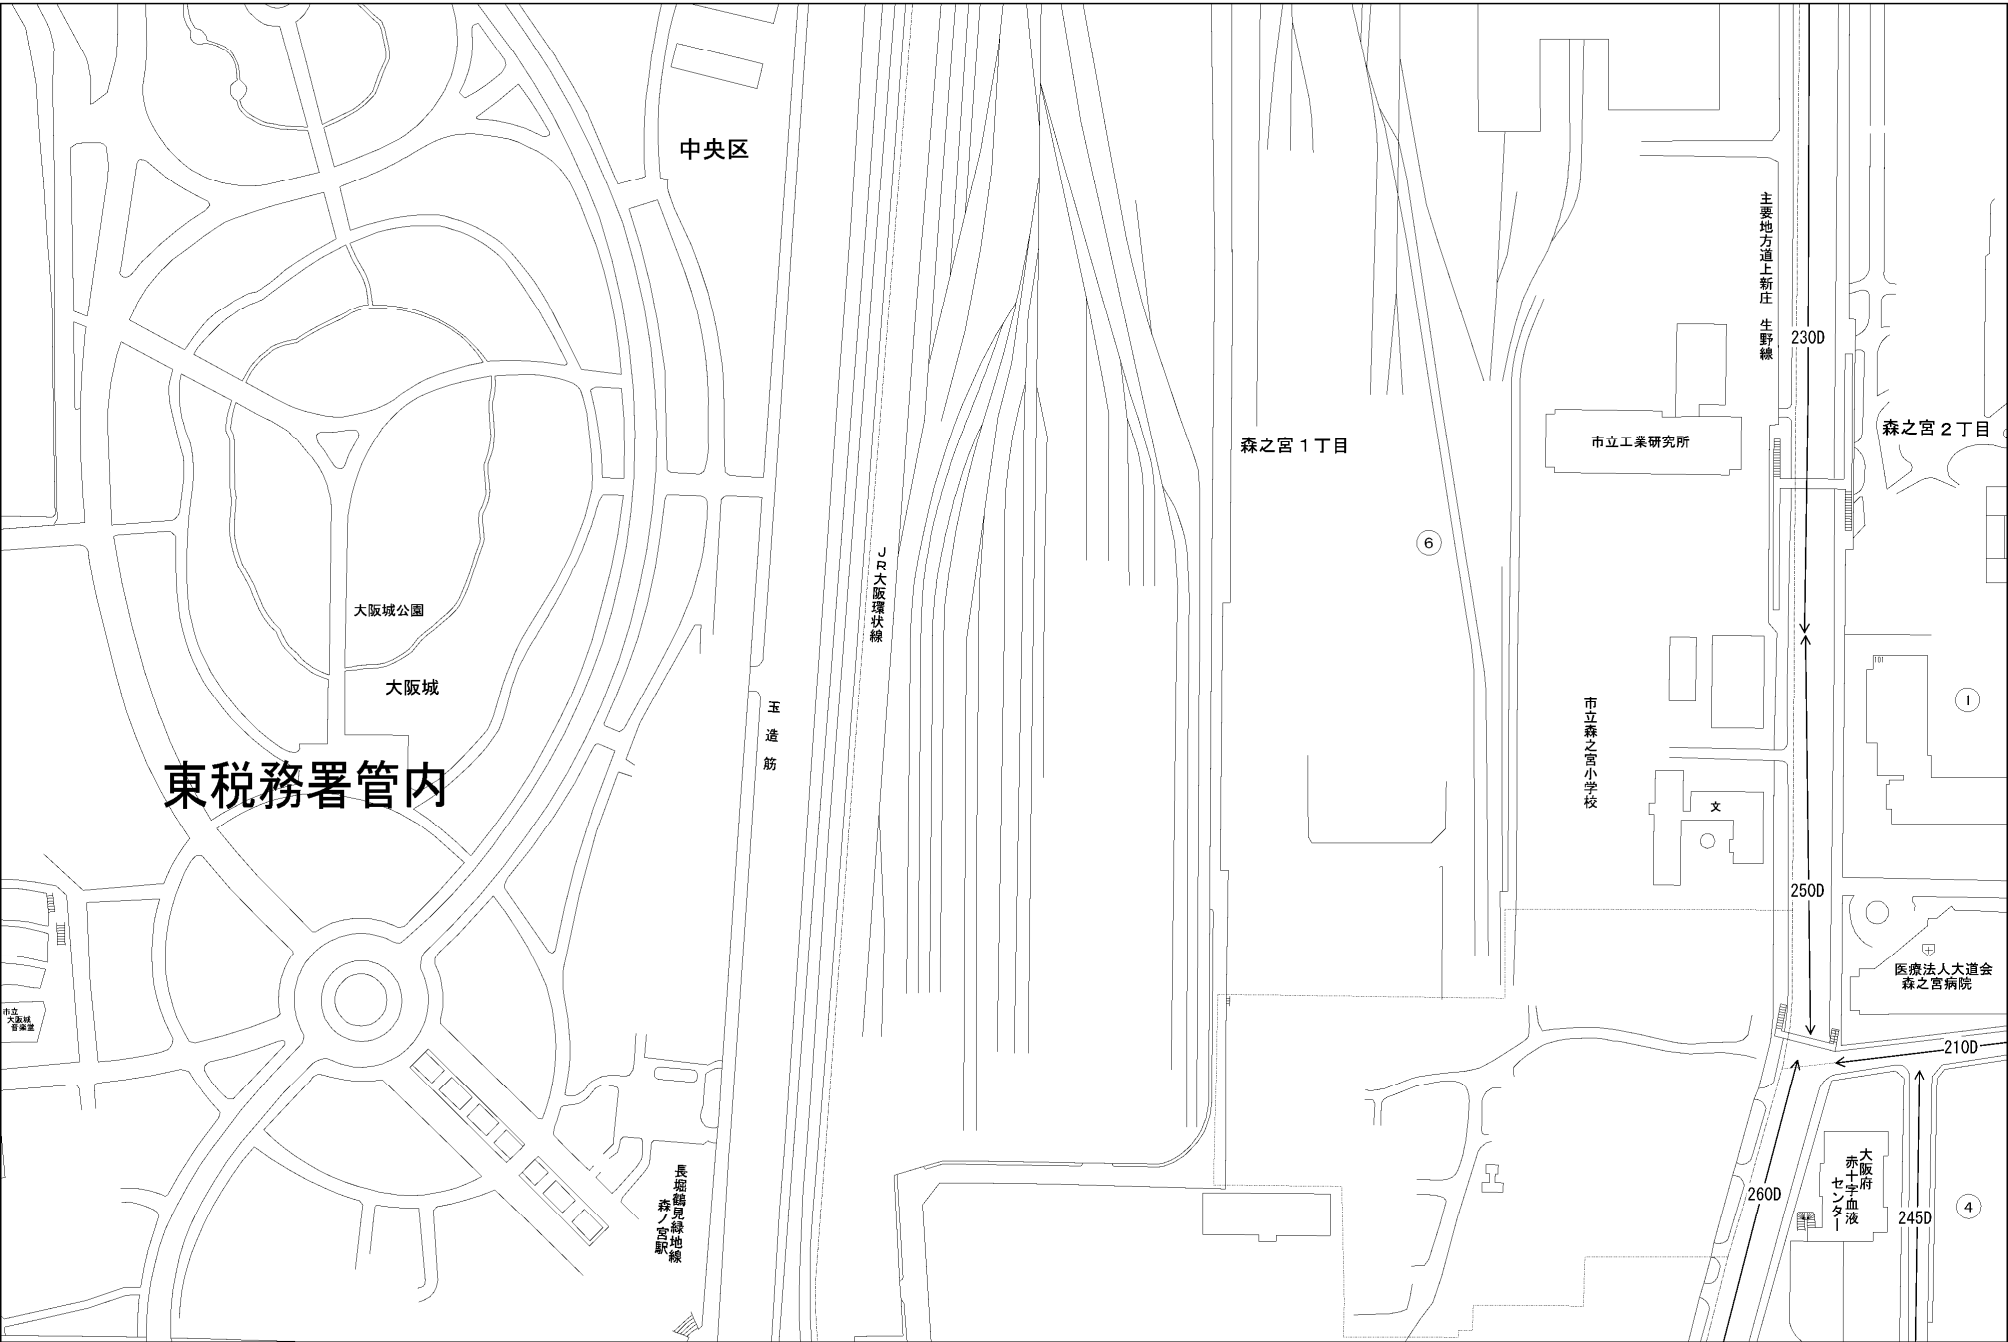 中央区
主要地方道上新庄　生野線
230D
森之宮2丁目
森之宮1丁目
市立工業研究所
6
JR大阪環状線
大阪城公園
101
大阪城
1
玉造筋
市立森之宮小学校
東税務署管内
文
250D
医療法人大道会
森之宮病院
市立
大阪城
音楽堂
210D
長堀鶴見緑地線
森ノ宮駅
大阪府
赤十字血液
センター
260D
245D
4